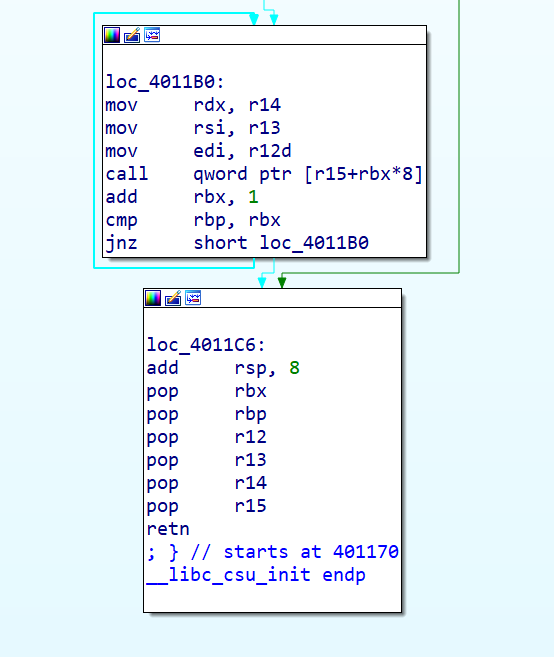 loc_4011B0:
mov     rdx, r14
mov     rsi, r13
mov     edi, r12d
call    qword ptr [r15+rbx*8]
add     rbx, 1
cmp     rbp, rbx
jnz     short loc_4011B0
loc_4011C6:
add     rsp, 8
pop     rbx
pop     rbp
pop     r12
pop     r13
pop     r14
pop     r15
retn
; } // starts at 401170
__libc_csu_init endp